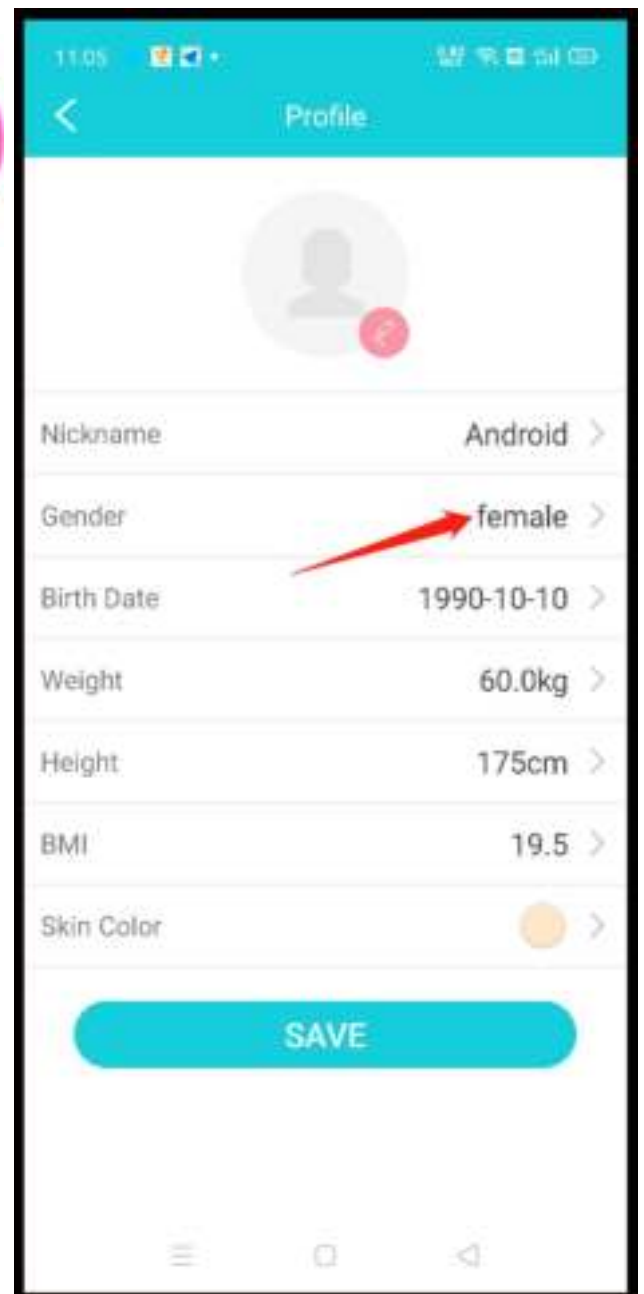 11:05
Profile
Nickname Android
Gender female
Birth Date 1990-10-10
Weight 60.0kg
Height 175cm
BMI 19.5
Skin Color
SAVE